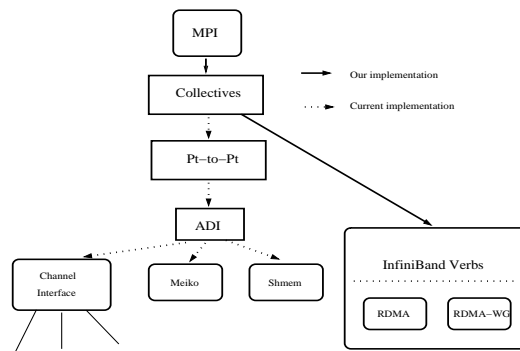 MPI
Our implementation
Collectives
Current implementation
Pt-to-Pt
ADI
InfiniBand Verbs
Channel
Interface
Meiko
Shmem
RDMA
RDMA-WG